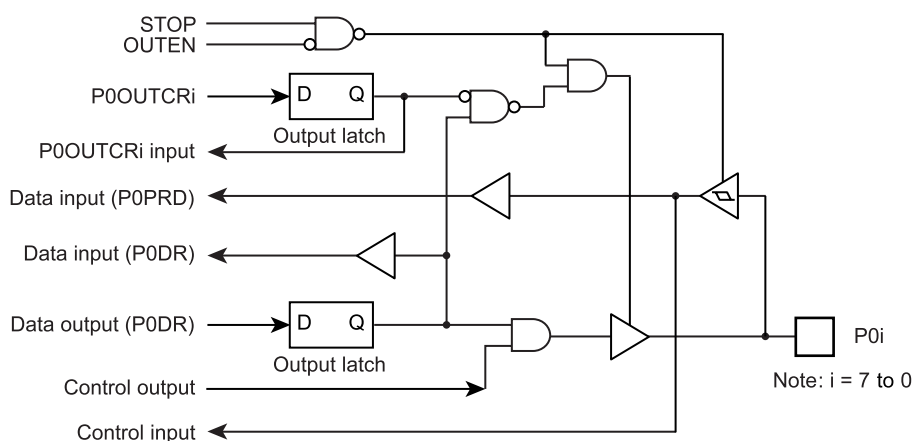 STOP
OUTEN
P0OUTCRi
D Q
Output latch
P0OUTCRi input
Data input (P0PRD)
Data input (P0DR)
Data output (P0DR)
D Q
Output latch
P0i
Note: i = 7 to 0
Control output
Control input